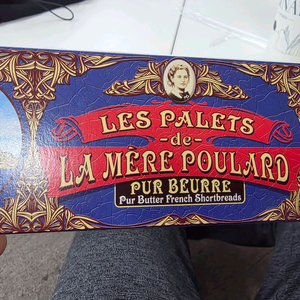 LES PALETS
-de-
LA MÈRE POULARD
PUR BEURRE
Pur Butter French Shortbreads